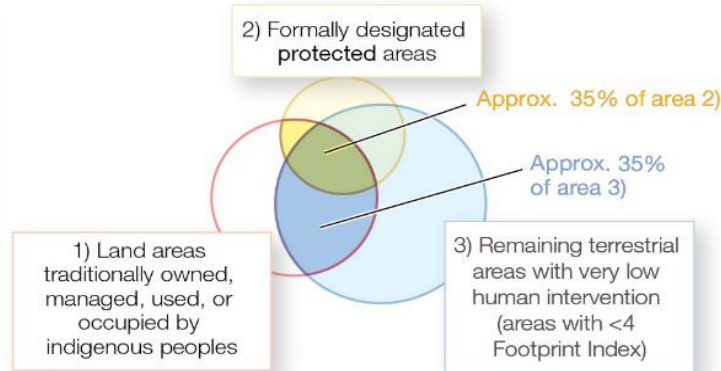 2) Formally designated
protected areas
Approx. 35% of area 2)
Approx. 35%
of area 3)
1) Land areas
traditionally owned,
managed, used, or
occupied by
indigenous peoples
3) Remaining terrestrial
areas with very low
human intervention
(areas with <4
Footprint Index)